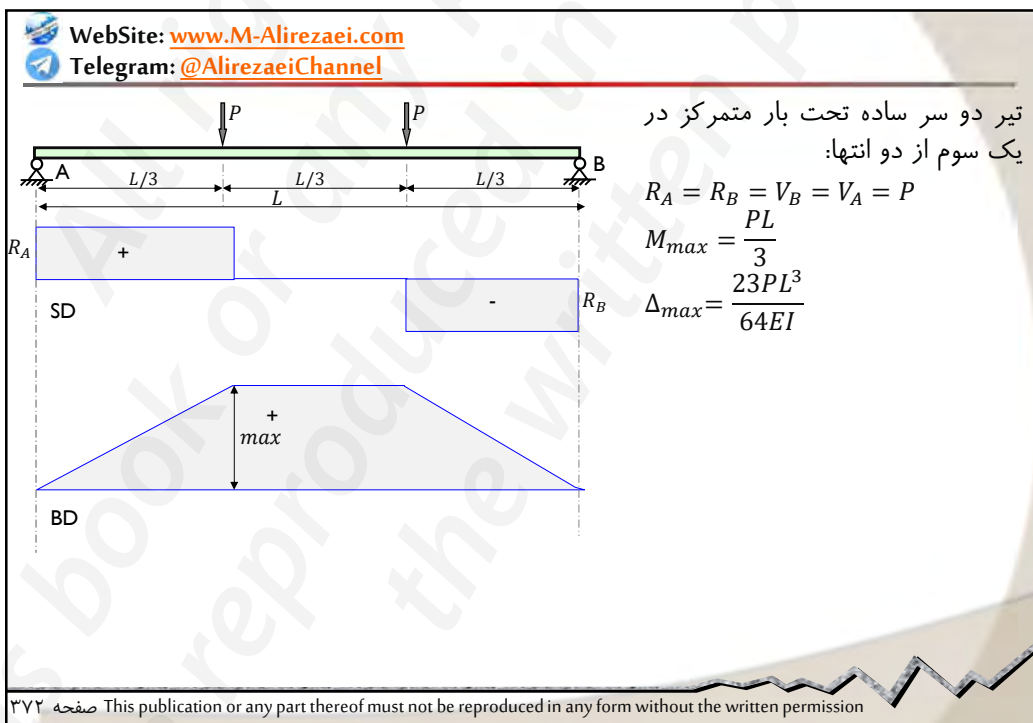 WebSite: www.M-Alirezaei.com
Telegram: @AlirezaeiChannel
تیر دو سر ساده تحت بار متمرکز در
یک سوم از دو انتها:
R_A = R_B = V_B = V_A = P
M_max = PL/3
Δ_max = 23PL³/64EI
P P
A B
L/3 L/3 L/3
L
R_A + - R_B
SD
+
max
BD
صفحه ۳۷۲ This publication or any part thereof must not be reproduced in any form without the written permission